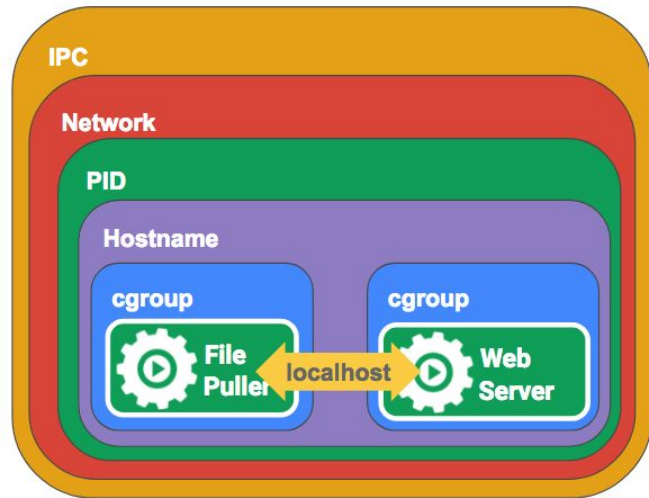 IPC
Network
PID
Hostname
cgroup
File
Puller
localhost
cgroup
Web
Server